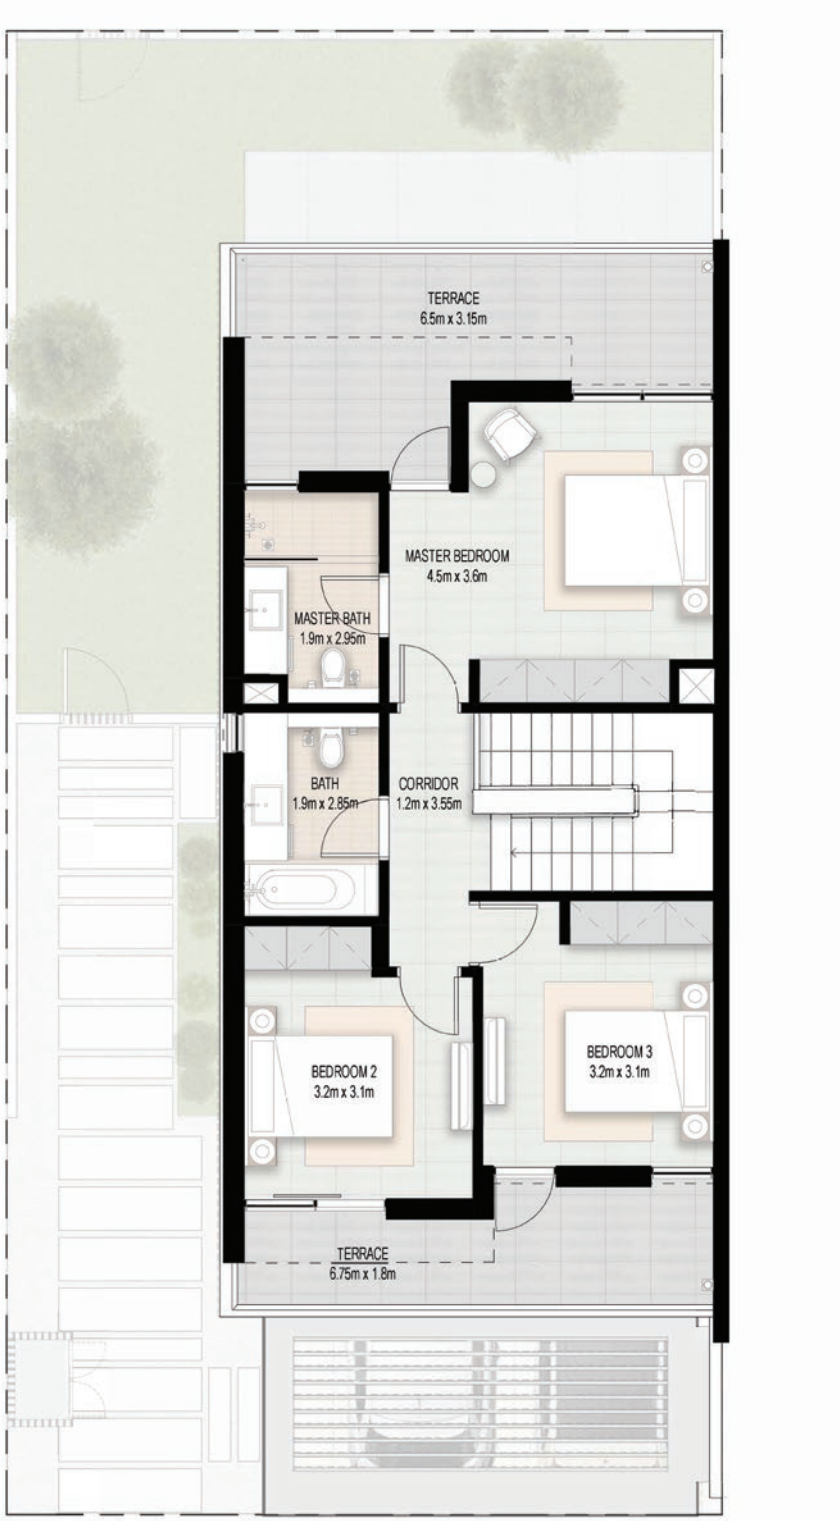 TERRACE
6.5m x 3.15m
MASTER BEDROOM
4.5m x 3.6m
MASTER BATH
1.9m x 2.95m
BATH
1.9m x 2.85m
CORRIDOR
1.2m x 3.55m
BEDROOM 2
3.2m x 3.1m
BEDROOM 3
3.2m x 3.1m
TERRACE
6.75m x 1.8m